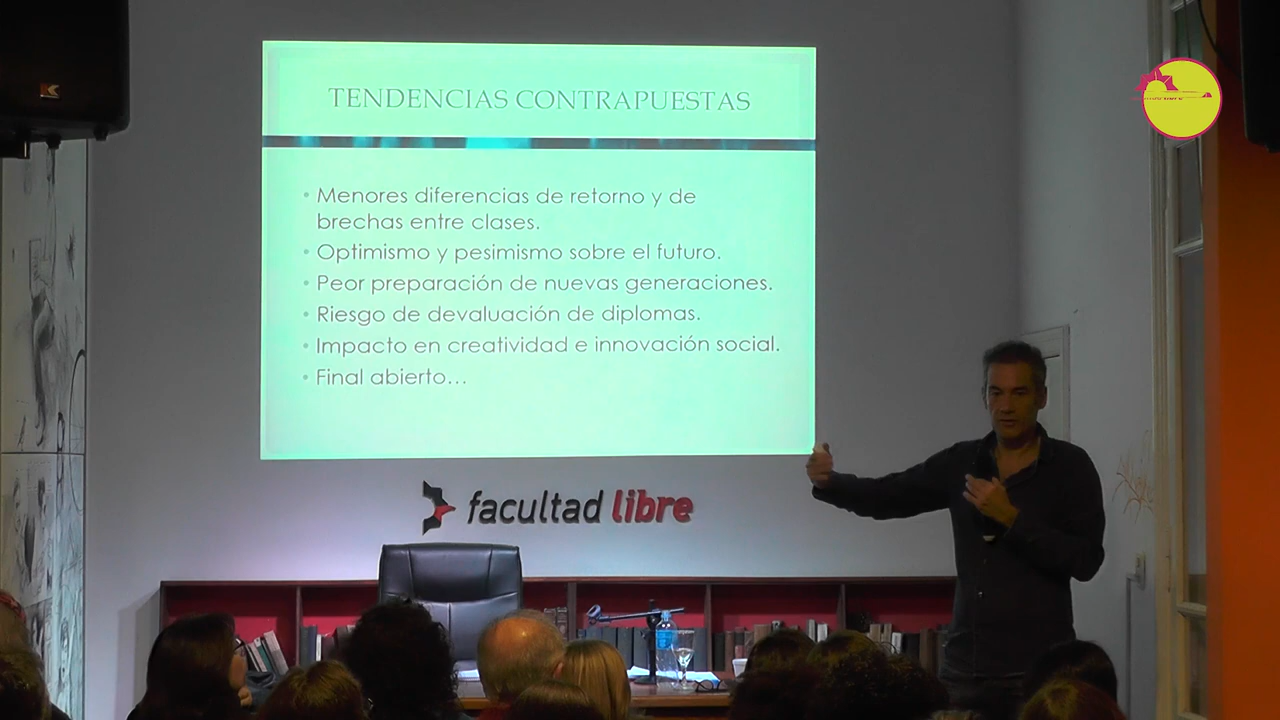 TENDENCIAS CONTRAPUESTAS
• Menores diferencias de retorno y de
brechas entre clases.
• Optimismo y pesimismo sobre el futuro.
• Peor preparación de nuevas generaciones.
• Riesgo de devaluación de diplomas.
• Impacto en creatividad e innovación social.
• Final abierto...
facultad libre